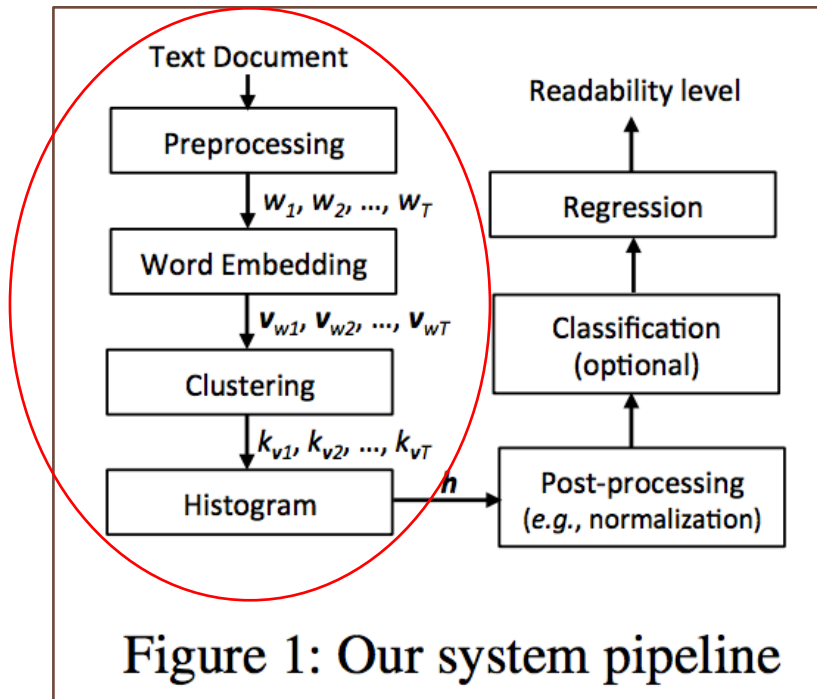 Text Document
Preprocessing
w1, w2, ..., wT
Word Embedding
vw1, vw2, ..., vwT
Clustering
kv1, kv2, ..., kvT
Histogram
h
Post-processing
(e.g., normalization)
Classification
(optional)
Regression
Readability level
Figure 1: Our system pipeline